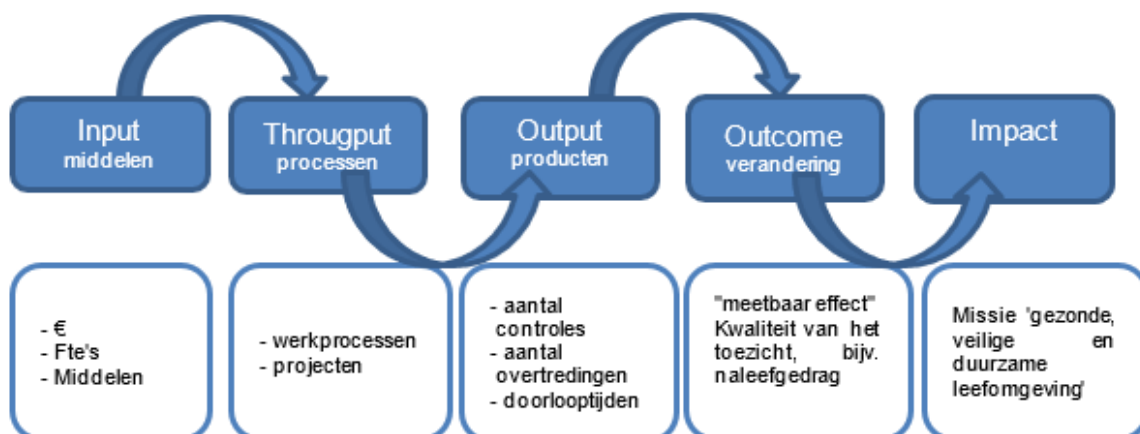 Input
middelen
Througput
processen
Output
producten
Outcome
verandering
Impact
- €
- Fte's
- Middelen
- werkprocessen
- projecten
- aantal
controles
- aantal
overtredingen
- doorlooptijden
"meetbaar effect"
Kwaliteit van het
toezicht, bijv.
naleefgedrag
Missie 'gezonde,
veilige en
duurzame
leefomgeving'